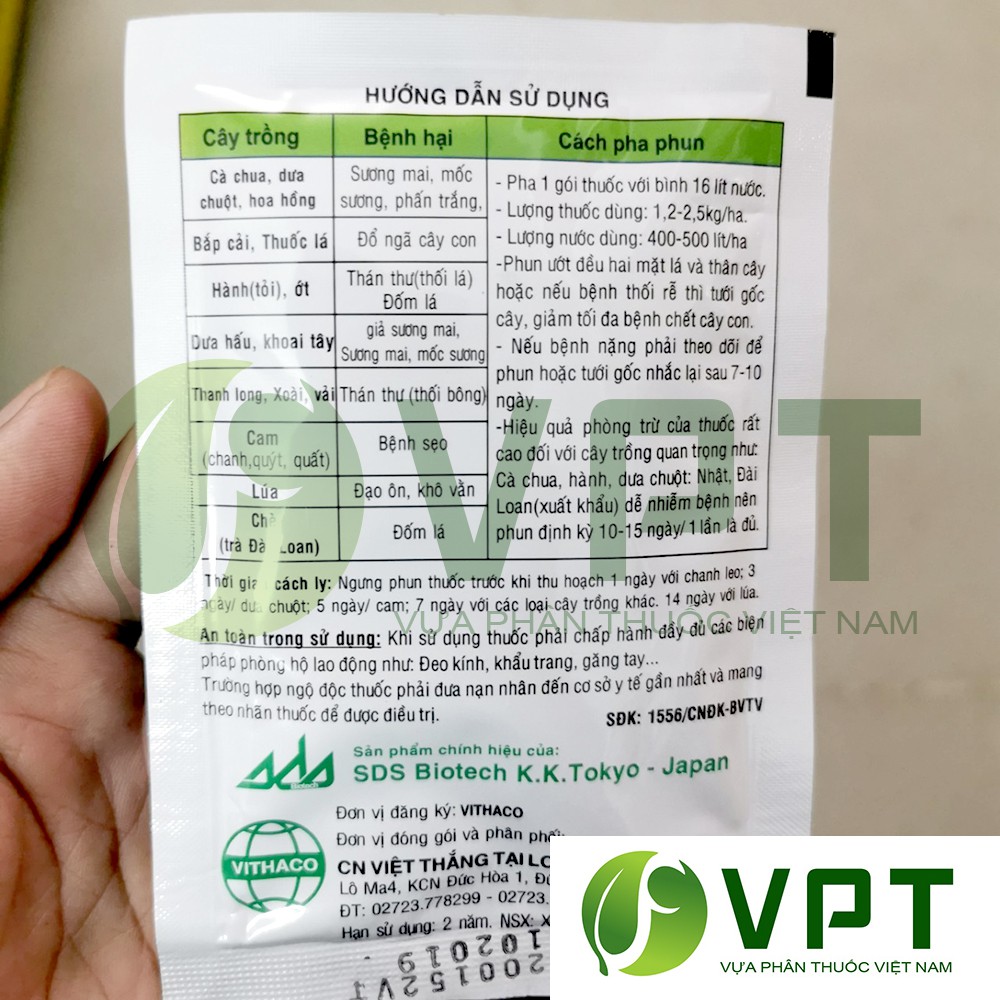 HƯỚNG DẪN SỬ DỤNG
Cây trồng
Bệnh hại
Cách pha phun
Cà chua, dưa
chuột, hoa hồng
Sương mai, mốc
sương, phấn trắng,
Bắp cải, Thuốc lá
Đổ ngã cây con
Hành(tỏi), ớt
Thán thư(thối lá)
Đốm lá
Dưa hấu, khoai tây
giả sương mai,
Sương mai, mốc sương
Thanh long, Xoài, vải
Thán thư (thối bông)
Cam
(chanh,quýt, quất)
Bệnh sẹo
Lúa
Đạo ôn, khô vằn
Chè
(trà Đài Loan)
Đốm lá
- Pha 1 gói thuốc với bình 16 lít nước.
- Lượng thuốc dùng: 1,2-2,5kg/ha.
- Lượng nước dùng: 400-500 lít/ha
-Phun ướt đều hai mặt lá và thân cây
hoặc nếu bệnh thối rễ thì tưới gốc
cây, giảm tối đa bệnh chết cây con.
- Nếu bệnh nặng phải theo dõi để
phun hoặc tưới gốc nhắc lại sau 7-10
ngày.
-Hiệu quả phòng trừ của thuốc rất
cao đối với cây trồng quan trọng như:
Cà chua, hành, dưa chuột: Nhật, Đài
Loan(xuất khẩu) dễ nhiễm bệnh nên
phun định kỳ 10-15 ngày/ 1 lần là đủ.
Thời gian cách ly: Ngưng phun thuốc trước khi thu hoạch 1 ngày với chanh leo; 3
ngày/ dưa chuột; 5 ngày/ cam; 7 ngày với các loại cây trồng khác. 14 ngày với lúa.
An toàn trong sử dụng: Khi sử dụng thuốc phải chấp hành đầy đủ các biện
pháp phòng hộ lao động như: Đeo kính, khẩu trang, găng tay...
Trường hợp ngộ độc thuốc phải đưa nạn nhân đến cơ sở y tế gần nhất và mang
theo nhãn thuốc để được điều trị.
SĐK: 1556/CNĐK-BVTV
sds
Biotech
Sản phẩm chính hiệu của:
SDS Biotech K.K.Tokyo - Japan
VITHACO
Đơn vị đăng ký: VITHACO
Đơn vị đóng gói và phân phối:
CN VIỆT THẮNG TẠI LO
Lô Ma4, KCN Đức Hòa 1,
ĐT: 02723.778299 - 02723.
Hạn sử dụng: 2 năm. NSX:
200152VT
102019
VPT
VỰA PHÂN THUỐC VIỆT NAM
VPT
VỰA PHÂN THUỐC VIỆT NAM